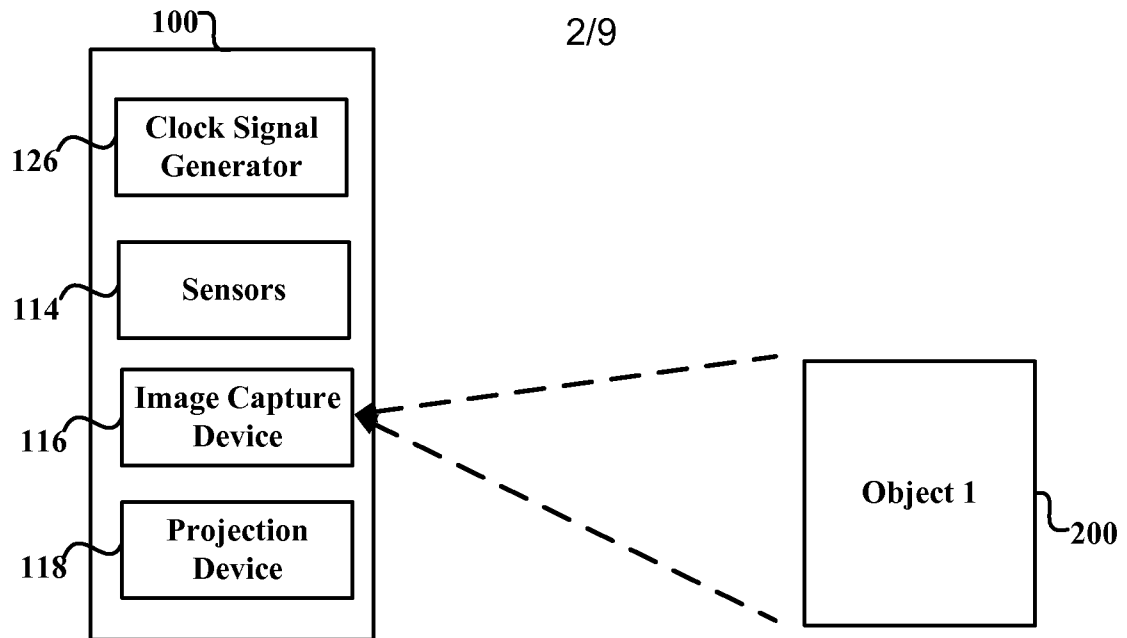 100
2/9
Clock Signal
Generator
126
Sensors
114
Image Capture
Device
116
Object 1
200
Projection
Device
118